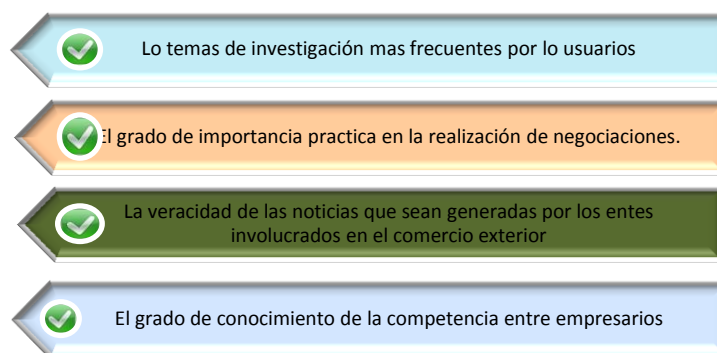 Lo temas de investigación mas frecuentes por lo usuarios
El grado de importancia practica en la realización de negociaciones.
La veracidad de las noticias que sean generadas por los entes
involucrados en el comercio exterior
El grado de conocimiento de la competencia entre empresarios